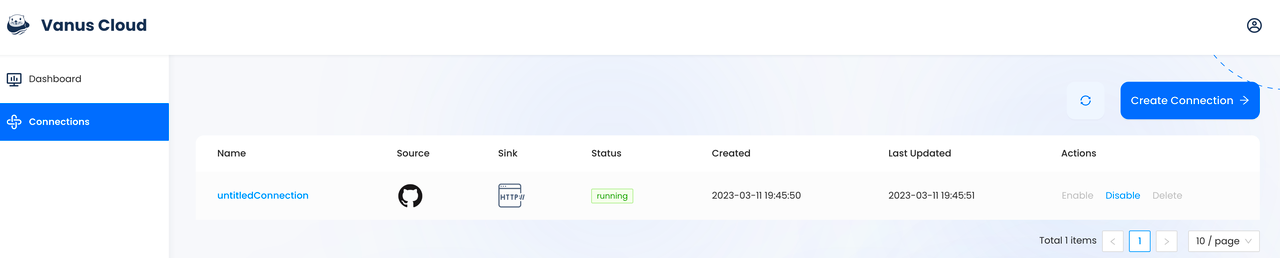 Vanus Cloud
Dashboard
Connections
Create Connection
Name Source Sink Status Created Last Updated Actions
untitledConnection HTTP:// running 2023-03-11 19:45:50 2023-03-11 19:45:51 Enable Disable Delete
Total 1 items < 1 > 10 / page